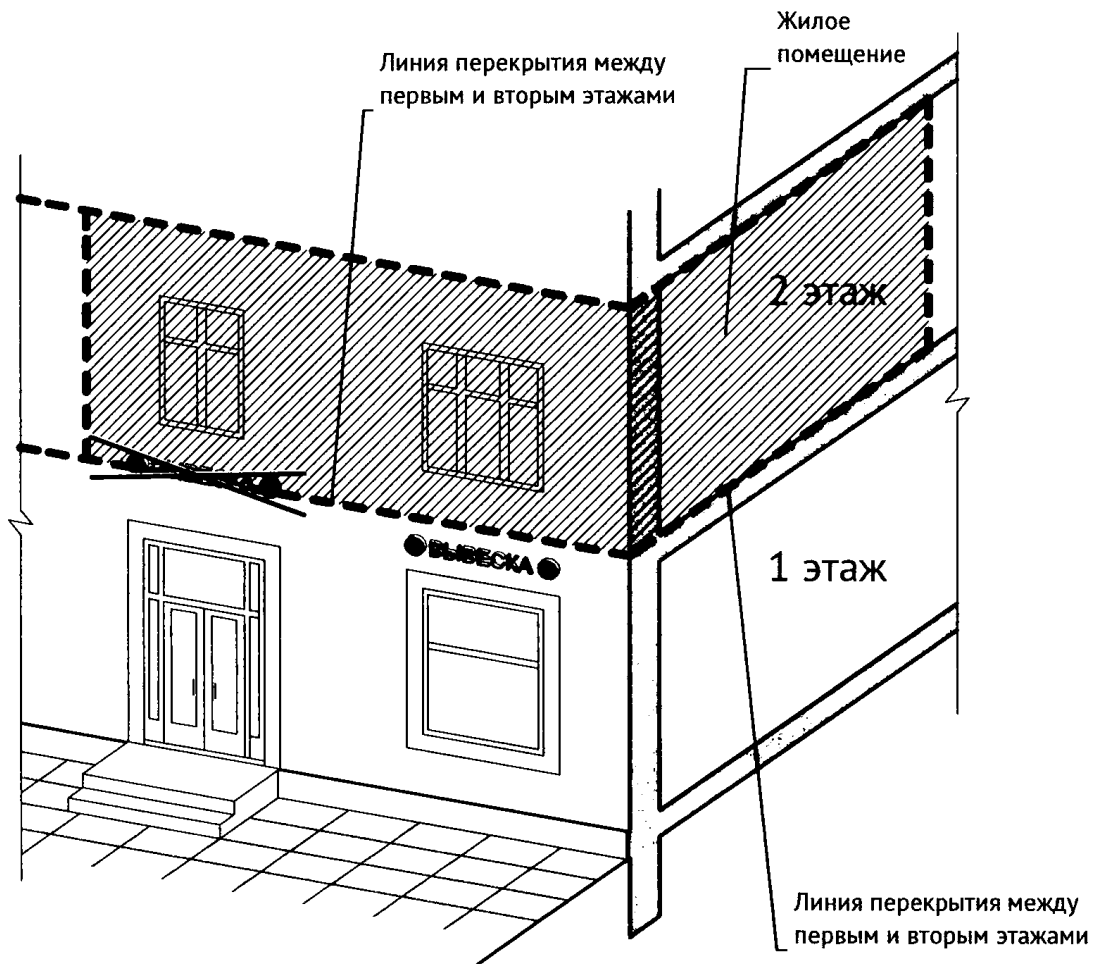 Жилое
помещение
Линия перекрытия между
первым и вторым этажами
2 этаж
ВЫВЕСКА
1 этаж
Линия перекрытия между
первым и вторым этажами